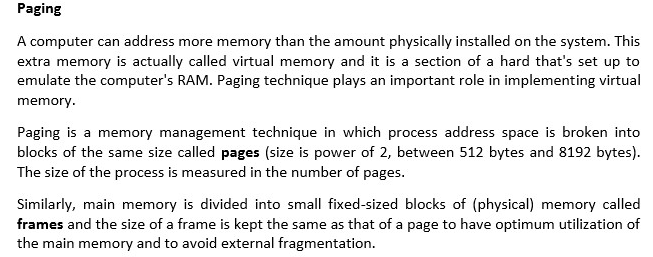 Paging
A computer can address more memory than the amount physically installed on the system. This
extra memory is actually called virtual memory and it is a section of a hard that's set up to
emulate the computer's RAM. Paging technique plays an important role in implementing virtual
memory.
Paging is a memory management technique in which process address space is broken into
blocks of the same size called pages (size is power of 2, between 512 bytes and 8192 bytes).
The size of the process is measured in the number of pages.
Similarly, main memory is divided into small fixed-sized blocks of (physical) memory called
frames and the size of a frame is kept the same as that of a page to have optimum utilization of
the main memory and to avoid external fragmentation.